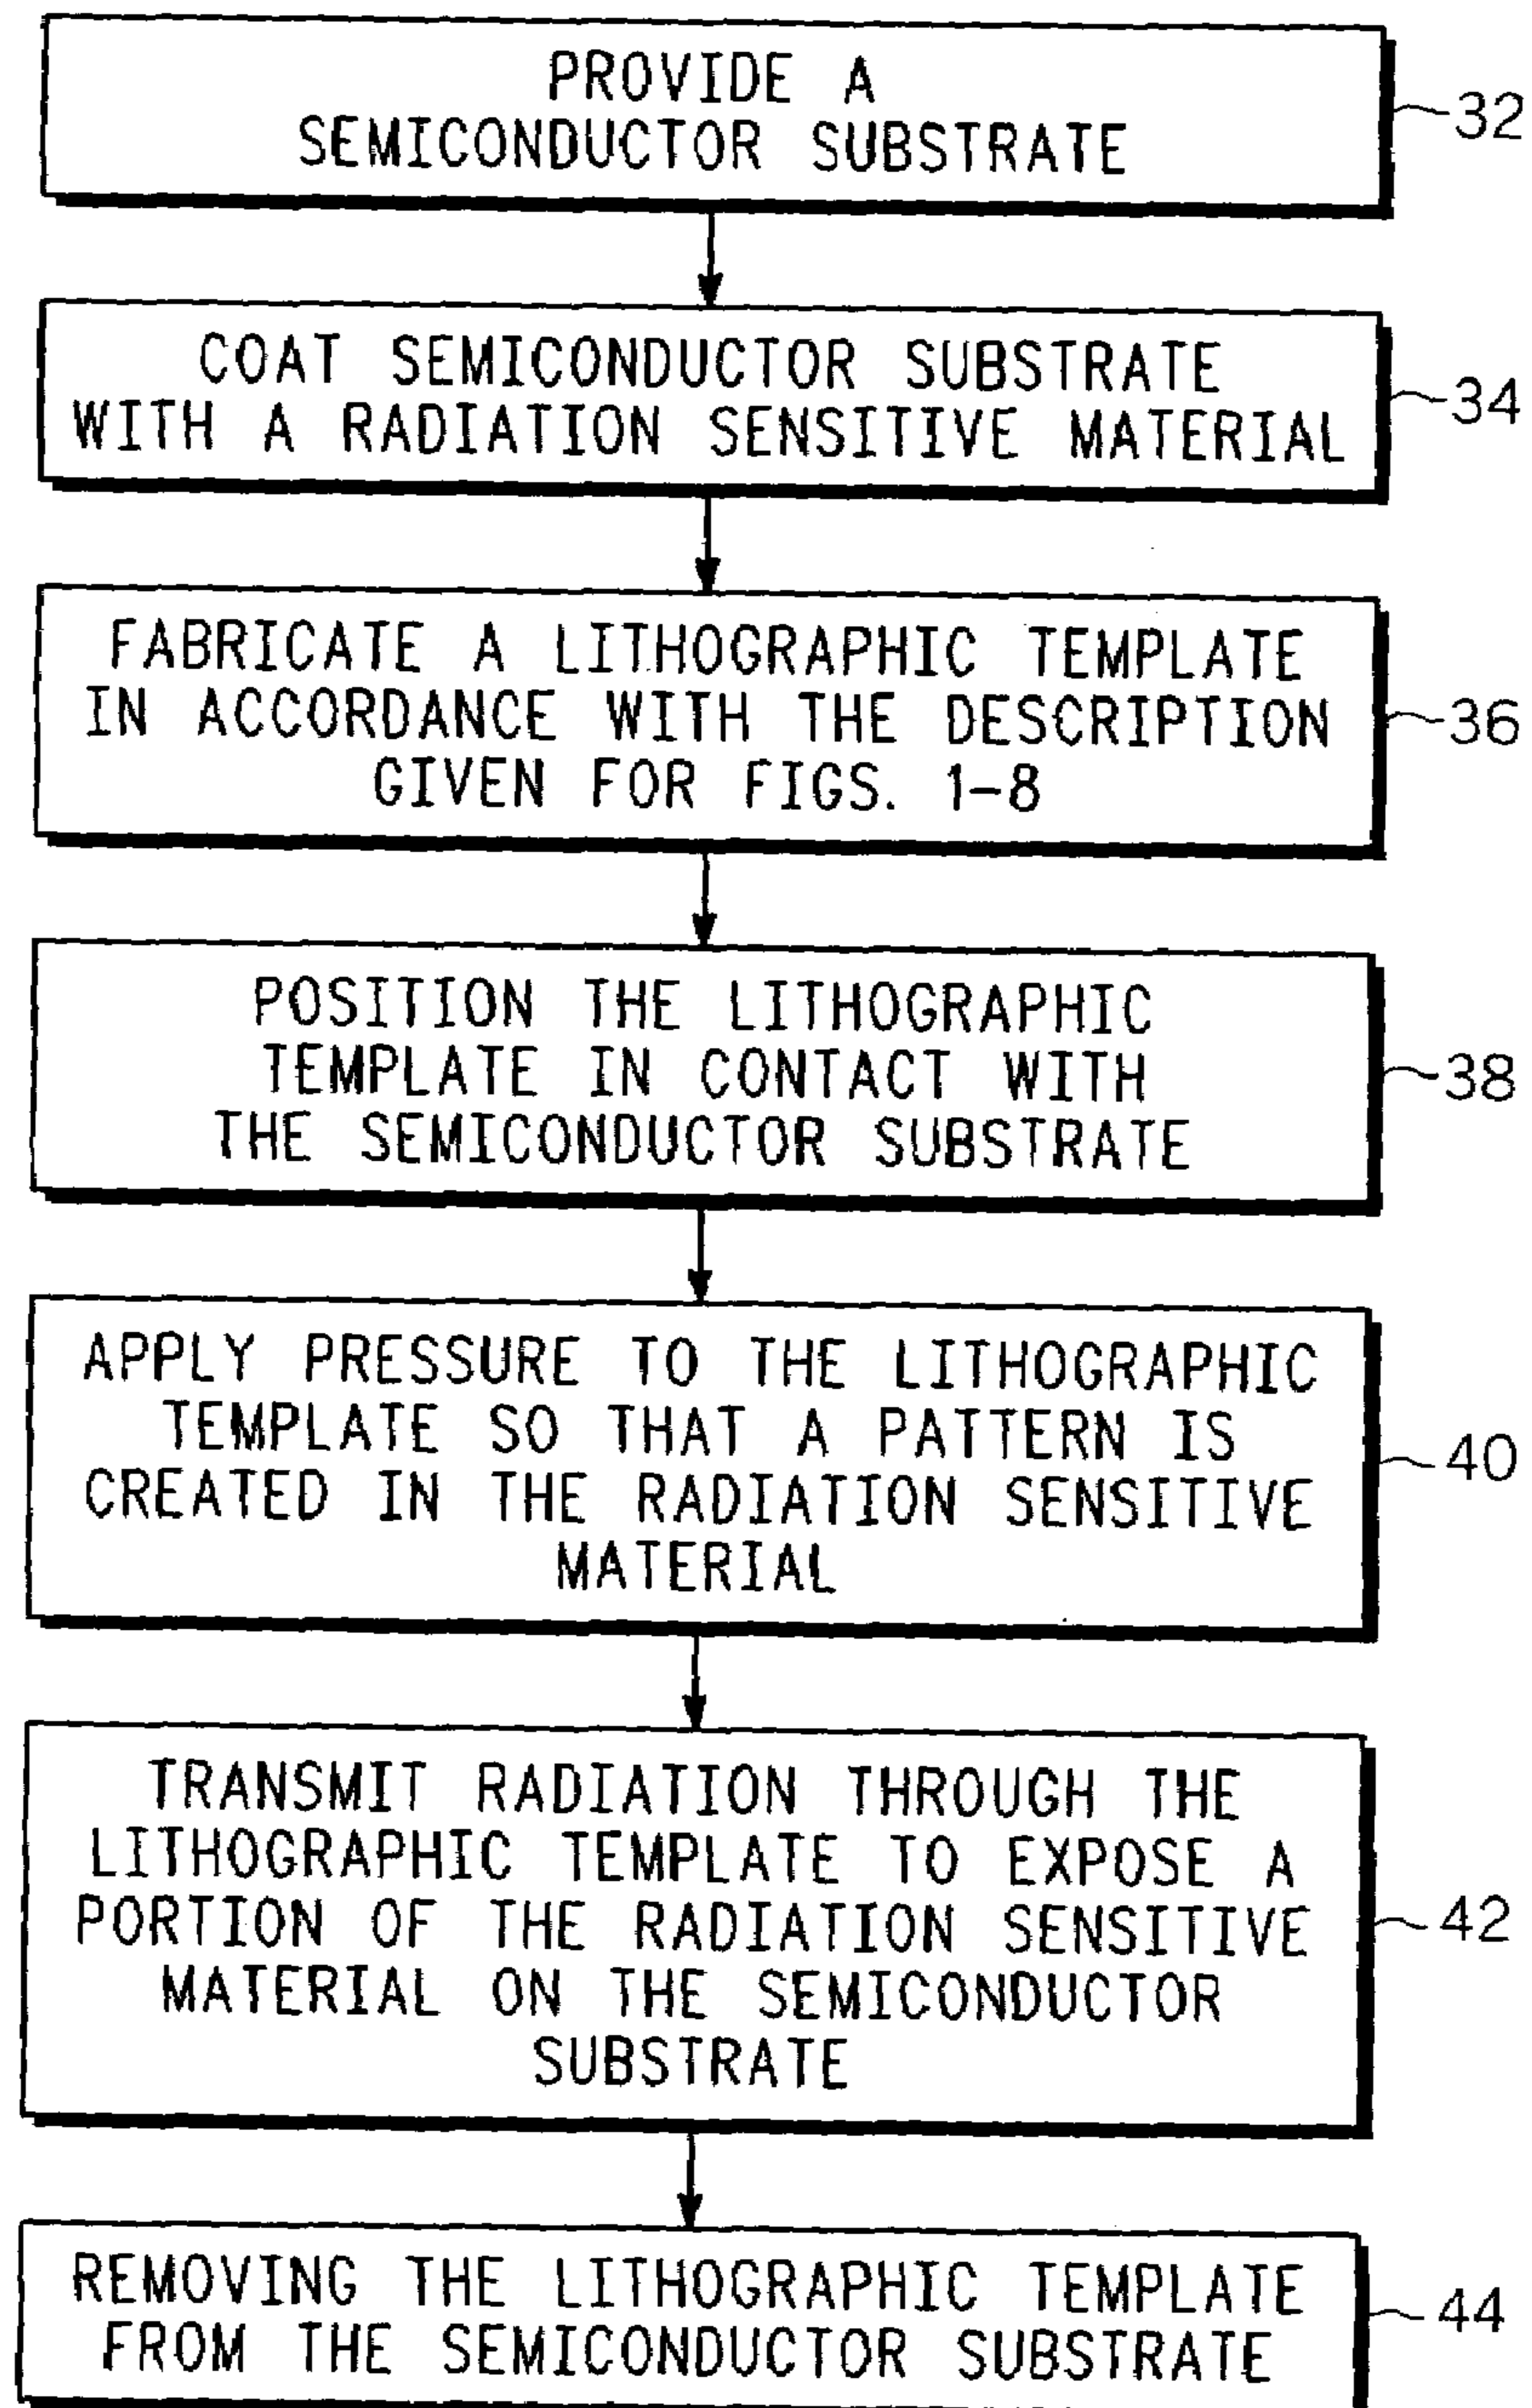 PROVIDE A
SEMICONDUCTOR SUBSTRATE
32
COAT SEMICONDUCTOR SUBSTRATE
WITH A RADIATION SENSITIVE MATERIAL
34
FABRICATE A LITHOGRAPHIC TEMPLATE
IN ACCORDANCE WITH THE DESCRIPTION
GIVEN FOR FIGS. 1-8
36
POSITION THE LITHOGRAPHIC
TEMPLATE IN CONTACT WITH
THE SEMICONDUCTOR SUBSTRATE
38
APPLY PRESSURE TO THE LITHOGRAPHIC
TEMPLATE SO THAT A PATTERN IS
CREATED IN THE RADIATION SENSITIVE
MATERIAL
40
TRANSMIT RADIATION THROUGH THE
LITHOGRAPHIC TEMPLATE TO EXPOSE A
PORTION OF THE RADIATION SENSITIVE
MATERIAL ON THE SEMICONDUCTOR
SUBSTRATE
42
REMOVING THE LITHOGRAPHIC TEMPLATE
FROM THE SEMICONDUCTOR SUBSTRATE
44